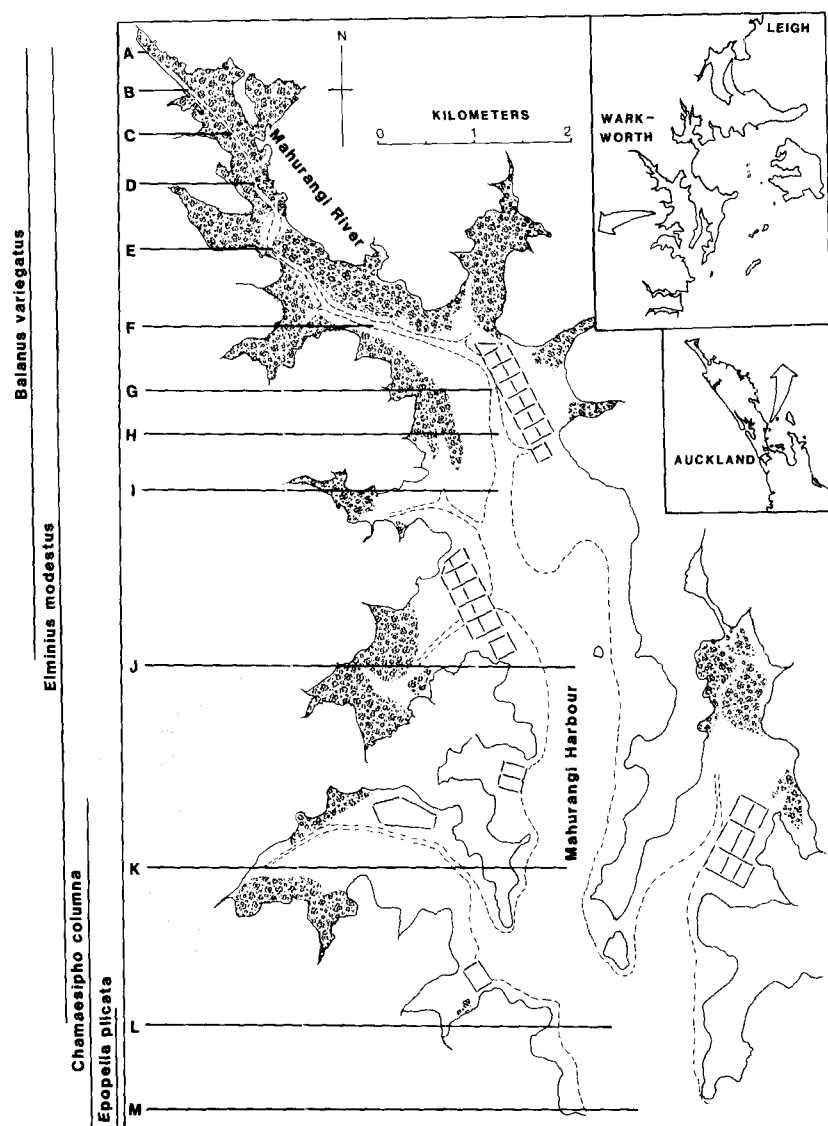 A
B
C
D
E
F
G
H
I
J
K
L
M
N
KILOMETERS
0 1 2
Mahurangi River
Mahurangi Harbour
LEIGH
WARK-
WORTH
AUCKLAND
Balanus variegatus
Elminius modestus
Chamaesipho columna
Epopella plicata